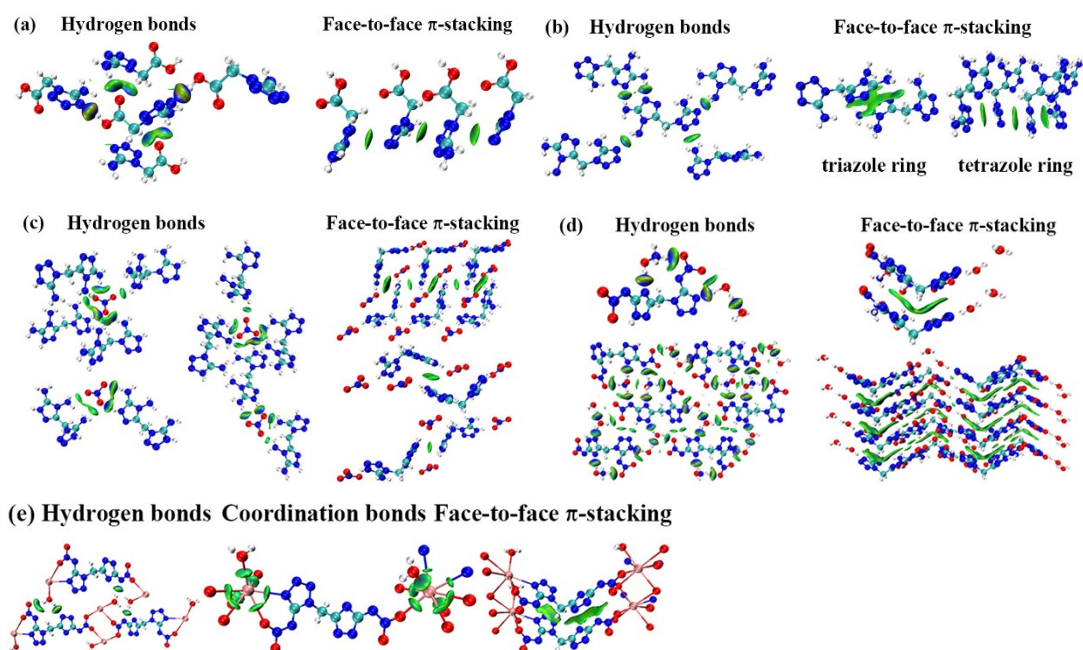 (a) Hydrogen bonds Face-to-face π-stacking
(b) Hydrogen bonds Face-to-face π-stacking
triazole ring tetrazole ring
(c) Hydrogen bonds Face-to-face π-stacking
(d) Hydrogen bonds Face-to-face π-stacking
(e) Hydrogen bonds Coordination bonds Face-to-face π-stacking